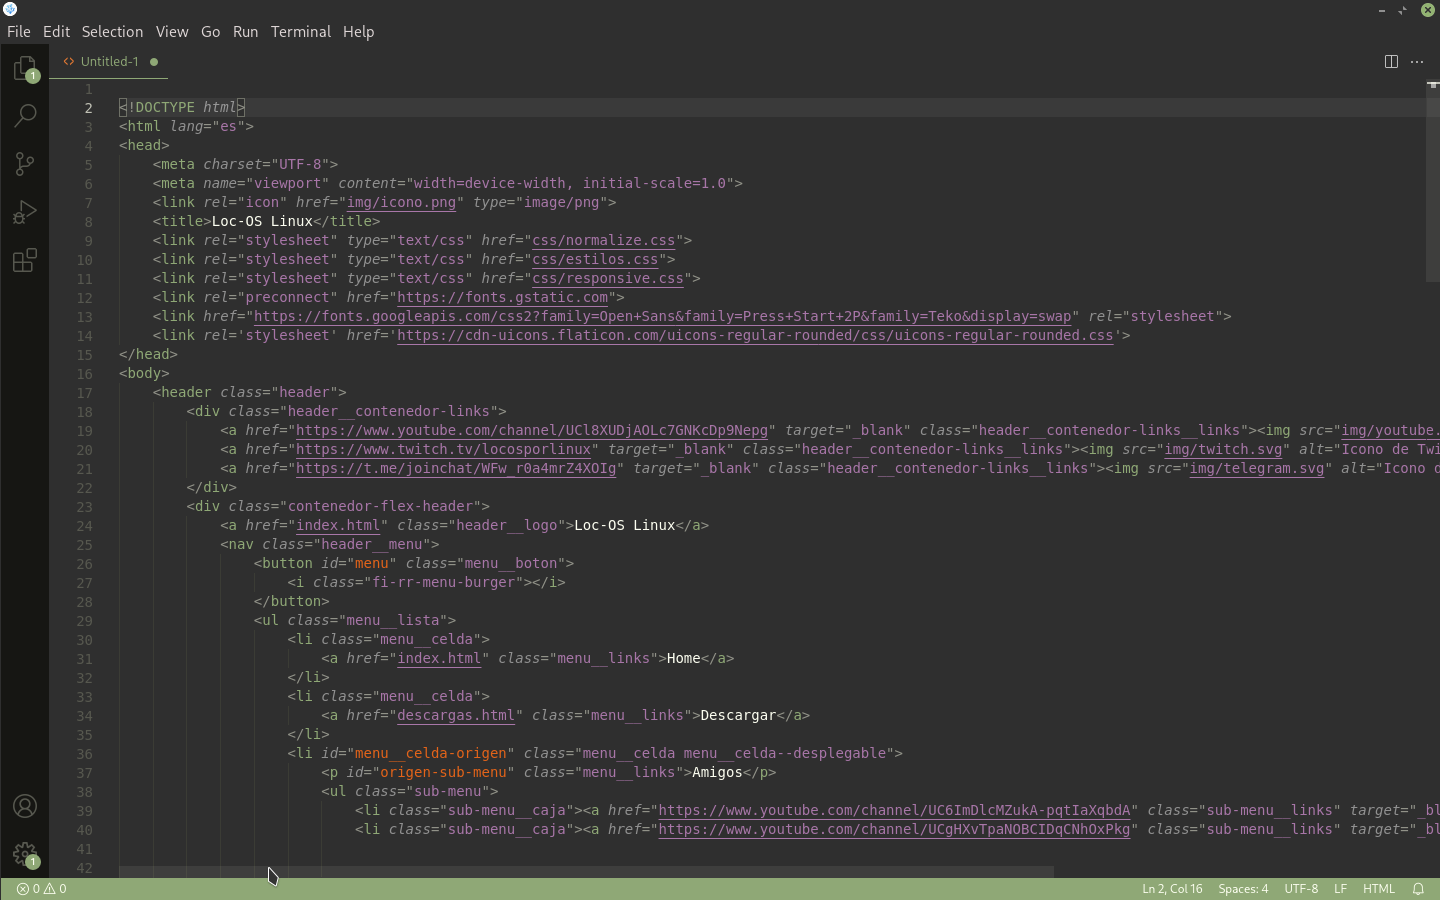 File Edit Selection View Go Run Terminal Help
1 <> Untitled-1
1
2 <!DOCTYPE html>
3 <html lang="es">
4 <head>
5 <meta charset="UTF-8">
6 <meta name="viewport" content="width=device-width, initial-scale=1.0">
7 <link rel="icon" href="img/icono.png" type="image/png">
8 <title>Loc-OS Linux</title>
9 <link rel="stylesheet" type="text/css" href="css/normalize.css">
10 <link rel="stylesheet" type="text/css" href="css/estilos.css">
11 <link rel="stylesheet" type="text/css" href="css/responsive.css">
12 <link rel="preconnect" href="https://fonts.gstatic.com">
13 <link href="https://fonts.googleapis.com/css2?family=Open+Sans&family=Press+Start+2P&family=Teko&display=swap" rel="stylesheet">
14 <link rel='stylesheet' href='https://cdn-uicons.flaticon.com/uicons-regular-rounded/css/uicons-regular-rounded.css'>
15 </head>
16 <body>
17 <header class="header">
18 <div class="header__contenedor-links">
19 <a href="https://www.youtube.com/channel/UCl8XUDjAOLc7GNKcDp9Nepg" target="_blank" class="header__contenedor-links__links"><img src="img/youtube.
20 <a href="https://www.twitch.tv/locosporlinux" target="_blank" class="header__contenedor-links__links"><img src="img/twitch.svg" alt="Icono de Twi
21 <a href="https://t.me/joinchat/WFw_r0a4mrZ4XOIg" target="_blank" class="header__contenedor-links__links"><img src="img/telegram.svg" alt="Icono d
22 </div>
23 <div class="contenedor-flex-header">
24 <a href="index.html" class="header__logo">Loc-OS Linux</a>
25 <nav class="header__menu">
26 <button id="menu" class="menu__boton">
27 <i class="fi-rr-menu-burger"></i>
28 </button>
29 <ul class="menu__lista">
30 <li class="menu__celda">
31 <a href="index.html" class="menu__links">Home</a>
32 </li>
33 <li class="menu__celda">
34 <a href="descargas.html" class="menu__links">Descargar</a>
35 </li>
36 <li id="menu__celda-origen" class="menu__celda menu__celda--desplegable">
37 <p id="origen-sub-menu" class="menu__links">Amigos</p>
38 <ul class="sub-menu">
39 <li class="sub-menu__caja"><a href="https://www.youtube.com/channel/UC6ImDlcMZukA-pqtIaXqbdA" class="sub-menu__links" target="_bl
40 <li class="sub-menu__caja"><a href="https://www.youtube.com/channel/UCgHXvTpaNOBCIDqCNhOxPkg" class="sub-menu__links" target="_bl
41
42
1
0 0 Ln 2, Col 16 Spaces: 4 UTF-8 LF HTML